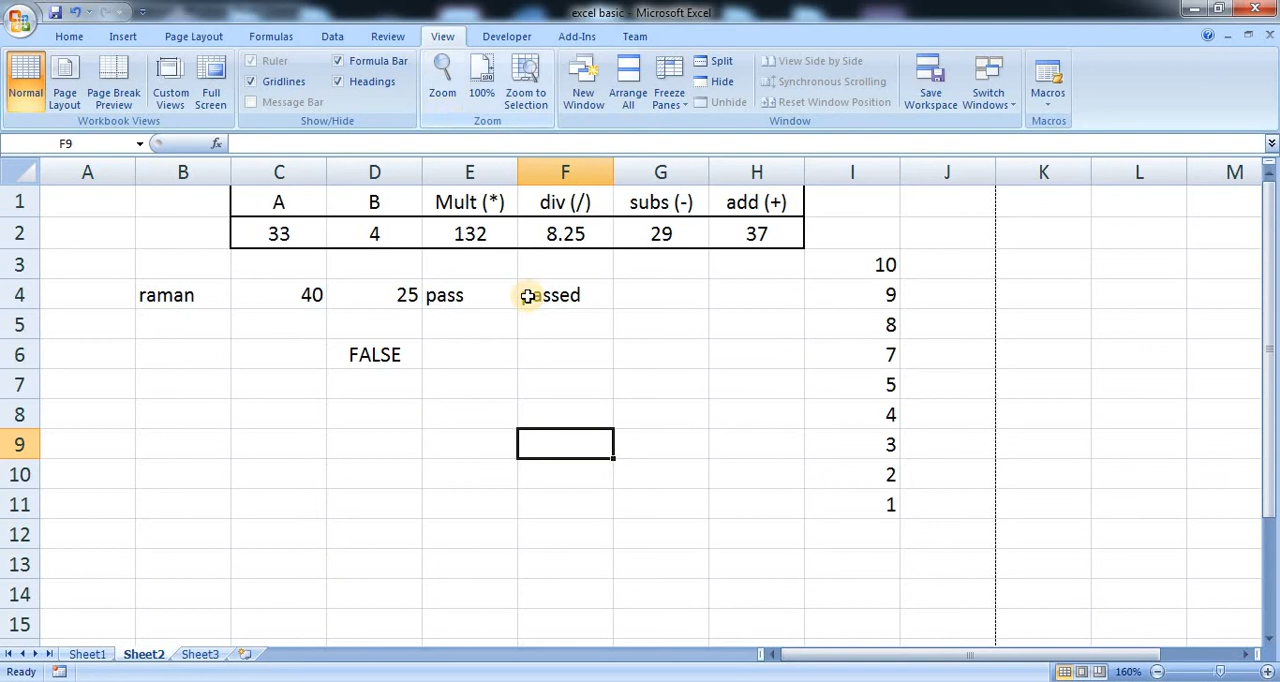 excel basic - Microsoft Excel
Home Insert Page Layout Formulas Data Review View Developer Add-Ins Team
Normal Page Layout Page Break Preview Custom Views Full Screen
Workbook Views
Ruler Formula Bar
Gridlines Headings
Message Bar
Show/Hide
Zoom 100% Zoom to Selection
Zoom
New Window Arrange All Freeze Panes Split Hide Unhide
View Side by Side
Synchronous Scrolling
Reset Window Position
Save Workspace Switch Windows
Window
Macros
Macros
F9 fx
A B C D E F G H I J K L M
1 A B Mult (*) div (/) subs (-) add (+)
2 33 4 132 8.25 29 37
3 10
4 raman 40 25 pass passed 9
5 8
6 FALSE 7
7 5
8 4
9 3
10 2
11 1
12
13
14
15
Sheet1 Sheet2 Sheet3
Ready 160%